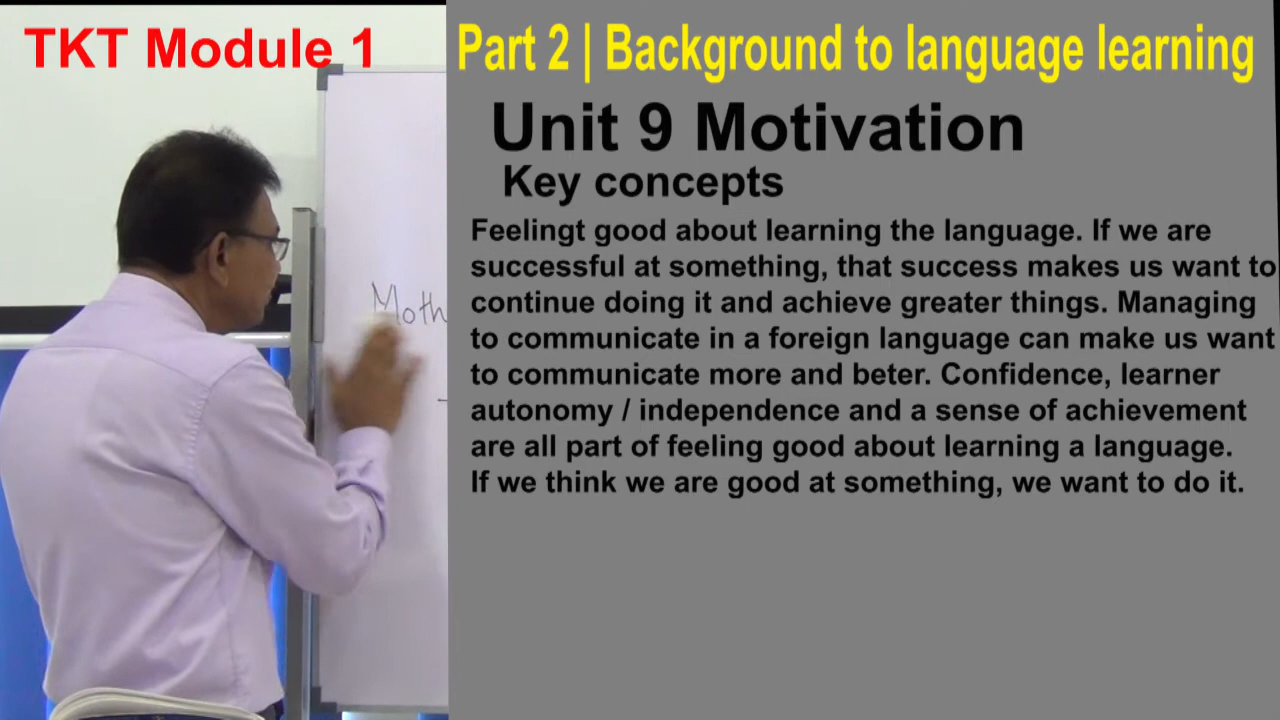 TKT Module 1
Part 2 | Background to language learning
Unit 9 Motivation
Key concepts
Feelingt good about learning the language. If we are
successful at something, that success makes us want to
continue doing it and achieve greater things. Managing
to communicate in a foreign language can make us want
to communicate more and beter. Confidence, learner
autonomy / independence and a sense of achievement
are all part of feeling good about learning a language.
If we think we are good at something, we want to do it.
Moth